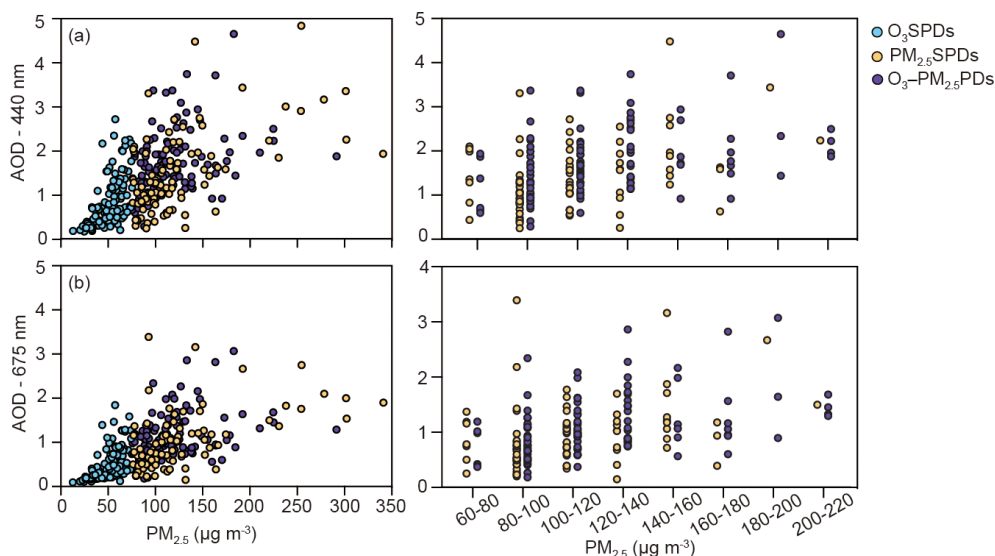 (a)
AOD - 440 nm
5
4
3
2
1
0
5
4
3
2
1
0
O₃SPDs
PM₂.₅SPDs
O₃–PM₂.₅PDs
(b)
AOD - 675 nm
5
4
3
2
1
0
0 50 100 150 200 250 300 350
PM₂.₅ (µg m⁻³)
4
3
2
1
0
60-80 80-100 100-120 120-140 140-160 160-180 180-200 200-220
PM₂.₅ (µg m⁻³)